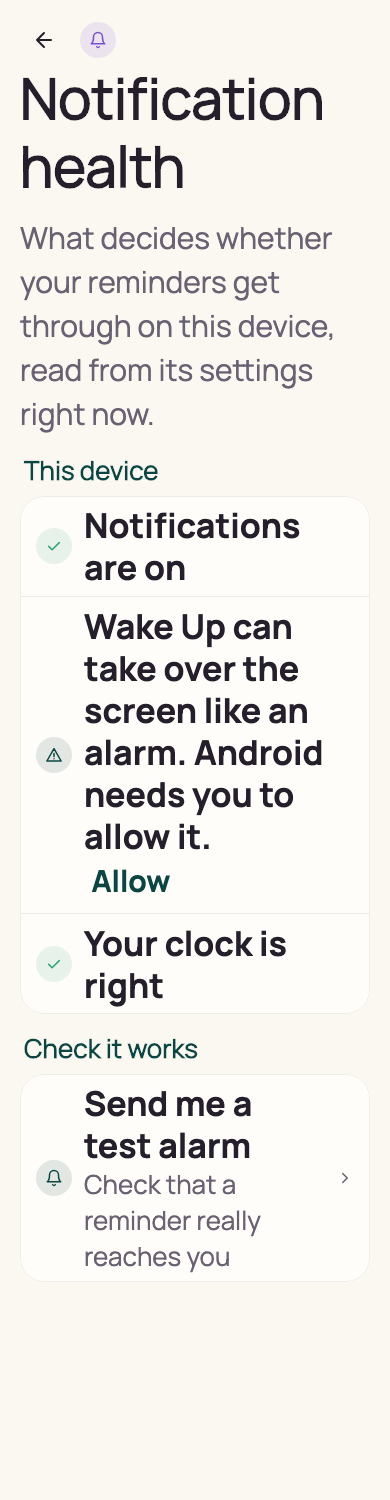 Notification
health
What decides whether
your reminders get
through on this device,
read from its settings
right now.
This device
Notifications
are on
Wake Up can
take over the
screen like an
alarm. Android
needs you to
allow it.
Allow
Your clock is
right
Check it works
Send me a
test alarm
Check that a
reminder really
reaches you